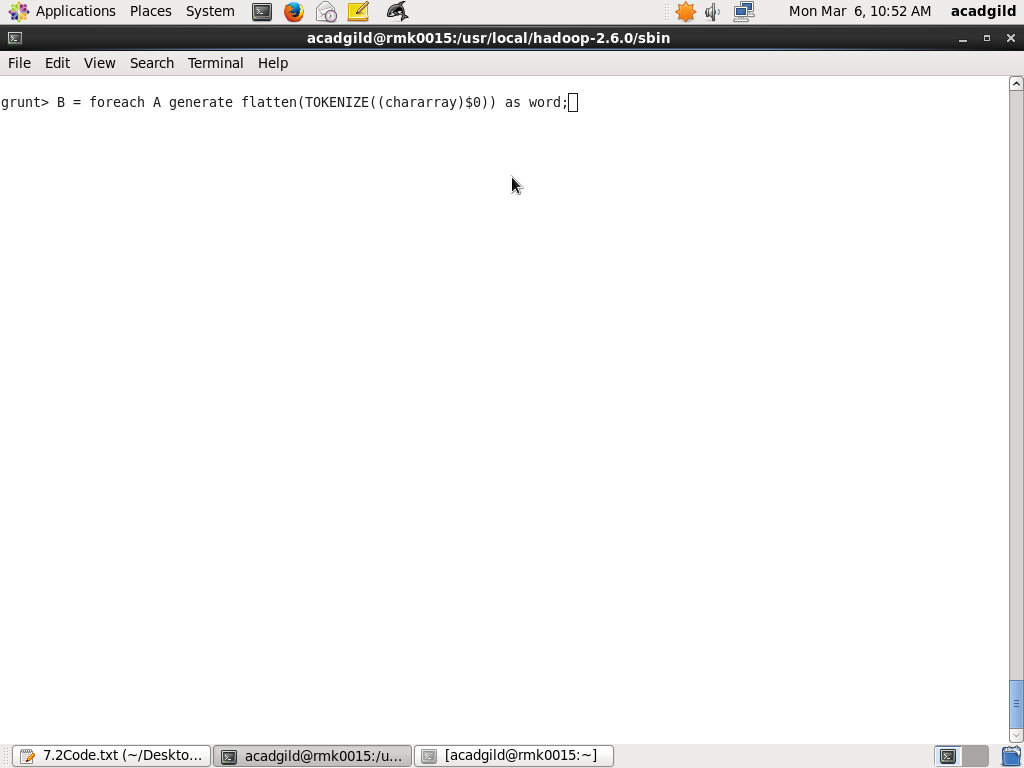 Applications Places System Mon Mar 6, 10:52 AM acadgild
acadgild@rmk0015:/usr/local/hadoop-2.6.0/sbin
File Edit View Search Terminal Help
grunt> B = foreach A generate flatten(TOKENIZE((chararray)$0)) as word;
7.2Code.txt (~/Deskto... acadgild@rmk0015:/u... [acadgild@rmk0015:~]